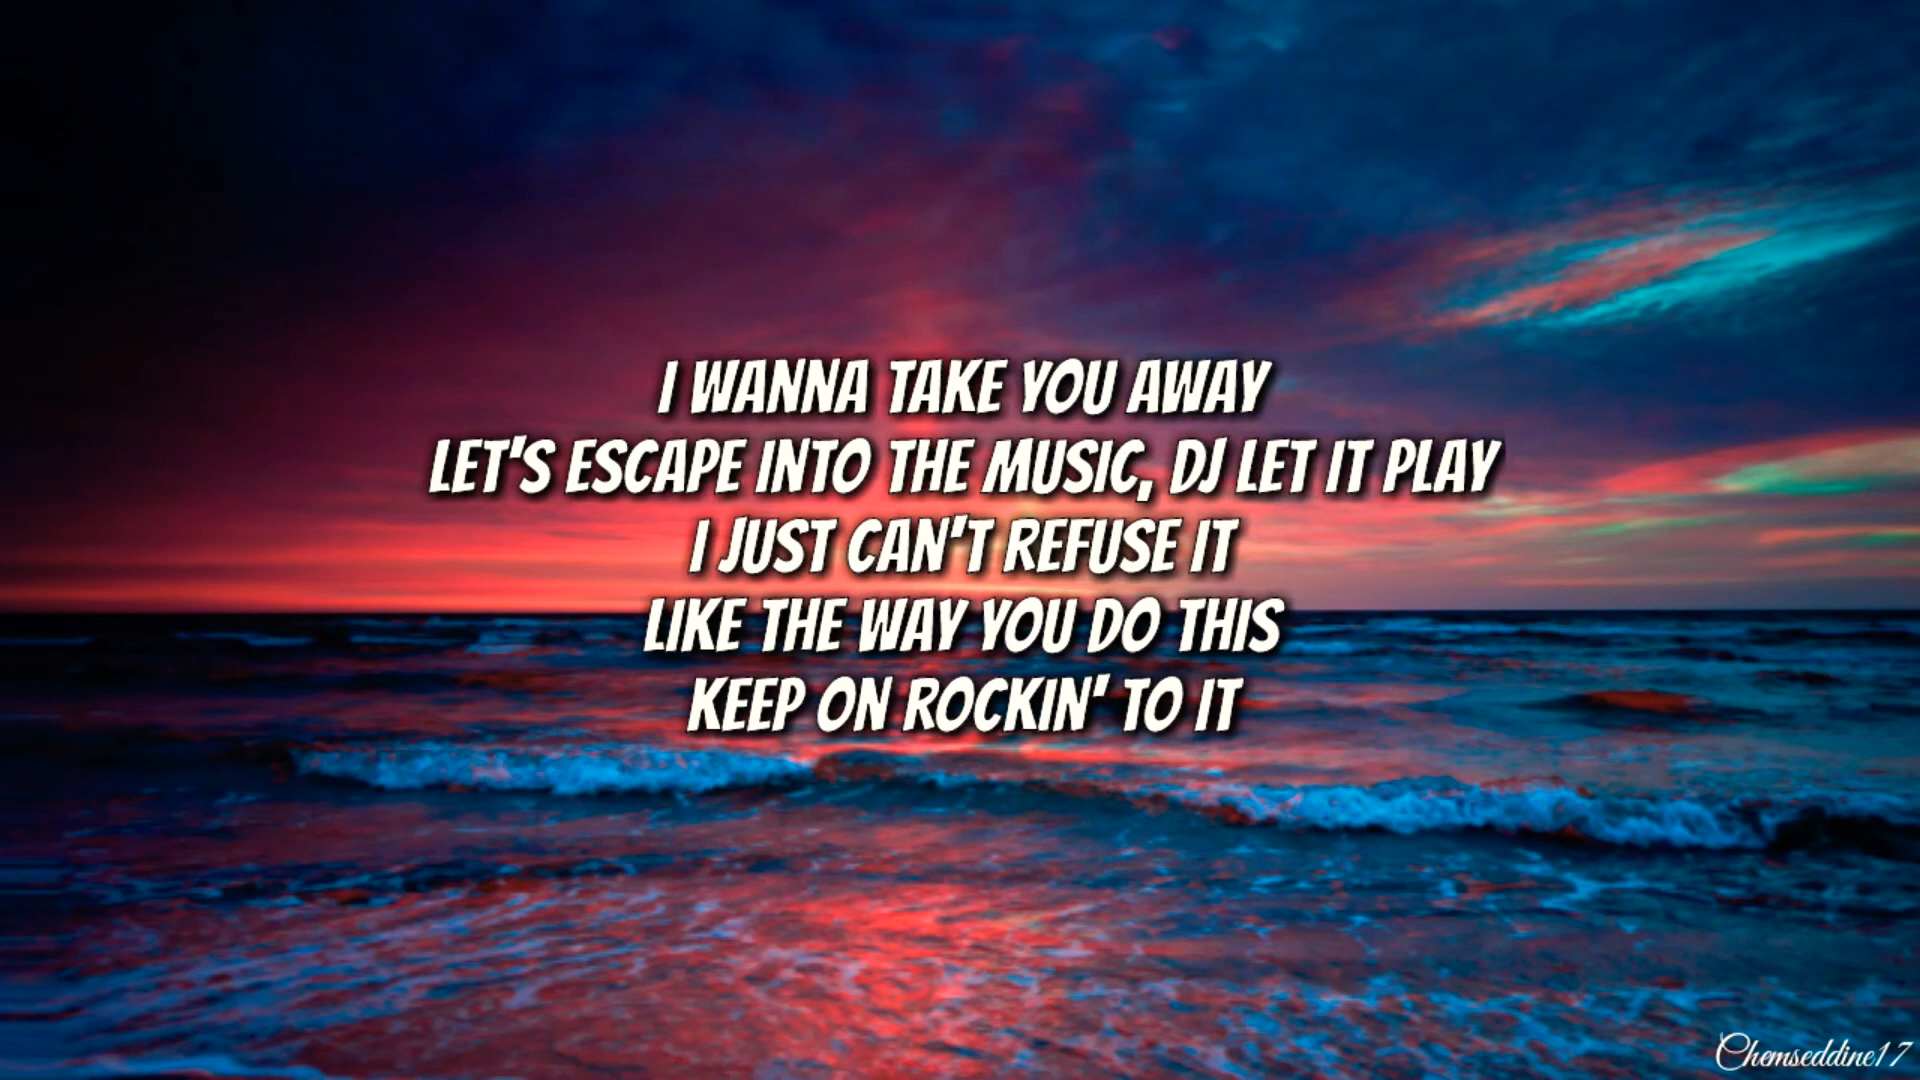 I WANNA TAKE YOU AWAY
LET'S ESCAPE INTO THE MUSIC, DJ LET IT PLAY
I JUST CAN'T REFUSE IT
LIKE THE WAY YOU DO THIS
KEEP ON ROCKIN' TO IT
Chemseddine17